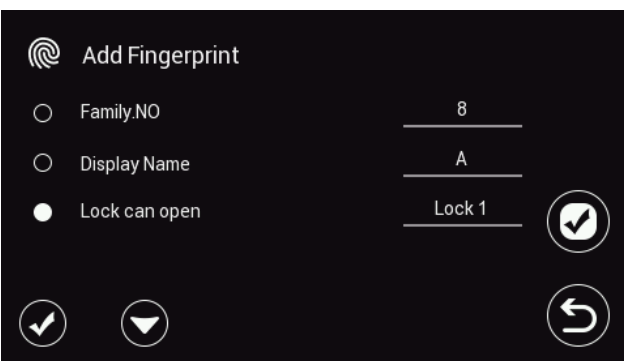 Add Fingerprint
Family.NO 8
Display Name A
Lock can open Lock 1